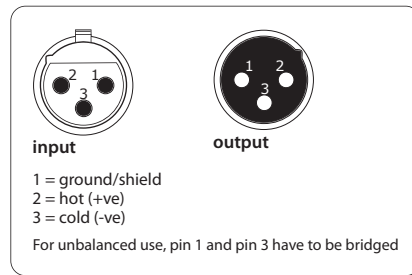 2 1
3
1 2
3
input
output
1 = ground/shield
2 = hot (+ve)
3 = cold (-ve)
For unbalanced use, pin 1 and pin 3 have to be bridged